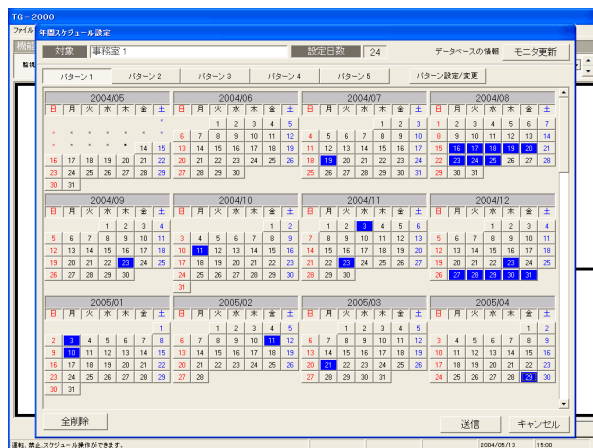 TG-2000
ファイル
年間スケジュール設定
機能
対象 事務室1 設定日数 24 データベースの情報 モニタ更新
監視
パターン1 パターン2 パターン3 パターン4 パターン5 パターン設定/変更
2004/05 2004/06 2004/07 2004/08
日 月 火 水 木 金 土 日 月 火 水 木 金 土 日 月 火 水 木 金 土 日 月 火 水 木 金 土
1 2 3 4 5 1 2 3 1 2 3 4 5 6 7
6 7 8 9 10 11 12 4 5 6 7 8 9 10 8 9 10 11 12 13 14
14 15 13 14 15 16 17 18 19 11 12 13 14 15 16 17 15 16 17 18 19 20 21
16 17 18 19 20 21 22 20 21 22 23 24 25 26 18 19 20 21 22 23 24 22 23 24 25 26 27 28
23 24 25 26 27 28 29 27 28 29 30 25 26 27 28 29 30 31 29 30 31
30 31
2004/09 2004/10 2004/11 2004/12
日 月 火 水 木 金 土 日 月 火 水 木 金 土 日 月 火 水 木 金 土 日 月 火 水 木 金 土
1 2 3 4 1 2 1 2 3 4 5 6 1 2 3 4
5 6 7 8 9 10 11 3 4 5 6 7 8 9 7 8 9 10 11 12 13 5 6 7 8 9 10 11
12 13 14 15 16 17 18 10 11 12 13 14 15 16 14 15 16 17 18 19 20 12 13 14 15 16 17 18
19 20 21 22 23 24 25 17 18 19 20 21 22 23 21 22 23 24 25 26 27 19 20 21 22 23 24 25
26 27 28 29 30 24 25 26 27 28 29 30 28 29 30 26 27 28 29 30 31
31
2005/01 2005/02 2005/03 2005/04
日 月 火 水 木 金 土 日 月 火 水 木 金 土 日 月 火 水 木 金 土 日 月 火 水 木 金 土
1 1 2 3 4 5 1 2 3 4 5 1 2
2 3 4 5 6 7 8 6 7 8 9 10 11 12 6 7 8 9 10 11 12 3 4 5 6 7 8 9
9 10 11 12 13 14 15 13 14 15 16 17 18 19 13 14 15 16 17 18 19 10 11 12 13 14 15 16
16 17 18 19 20 21 22 20 21 22 23 24 25 26 20 21 22 23 24 25 26 17 18 19 20 21 22 23
23 24 25 26 27 28 29 27 28 27 28 29 30 31 24 25 26 27 28 29 30
30 31
全削除 送信 キャンセル
運転、禁止、スケジュール操作ができます。 2004/05/13 15:00